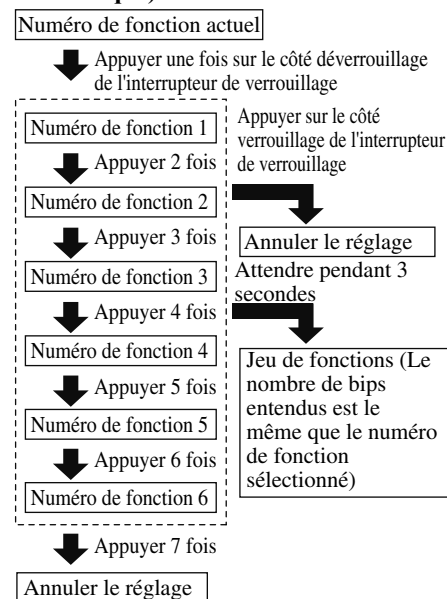 Numéro de fonction actuel
Appuyer une fois sur le côté déverrouillage
de l'interrupteur de verrouillage
Numéro de fonction 1
Appuyer 2 fois
Numéro de fonction 2
Appuyer 3 fois
Numéro de fonction 3
Appuyer 4 fois
Numéro de fonction 4
Appuyer 5 fois
Numéro de fonction 5
Appuyer 6 fois
Numéro de fonction 6
Appuyer 7 fois
Annuler le réglage
Appuyer sur le côté
verrouillage de l'interrupteur
de verrouillage
Annuler le réglage
Attendre pendant 3
secondes
Jeu de fonctions (Le
nombre de bips
entendus est le
même que le numéro
de fonction
sélectionné)